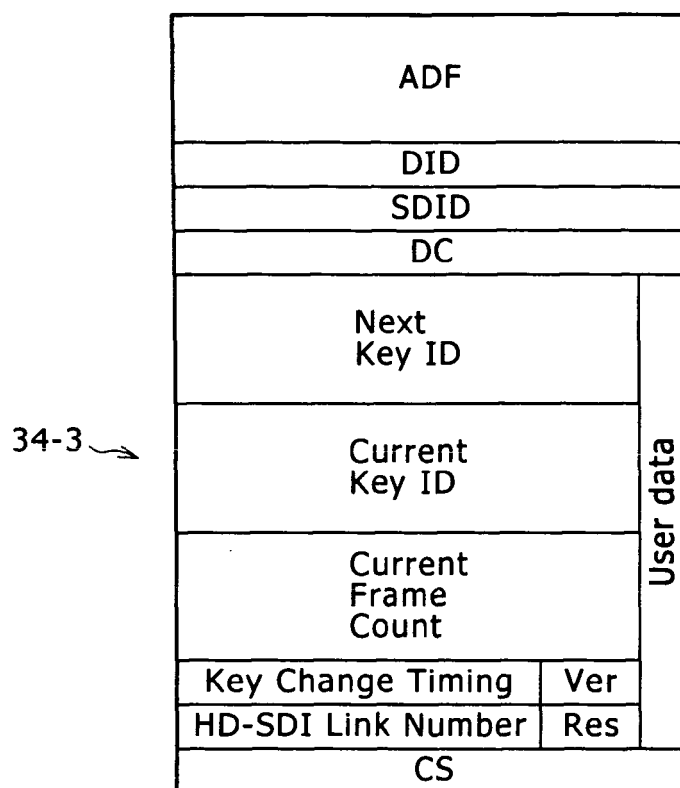 ADF
DID
SDID
DC
Next
Key ID
34-3
Current
Key ID
User data
Current
Frame
Count
Key Change Timing
Ver
HD-SDI Link Number
Res
CS